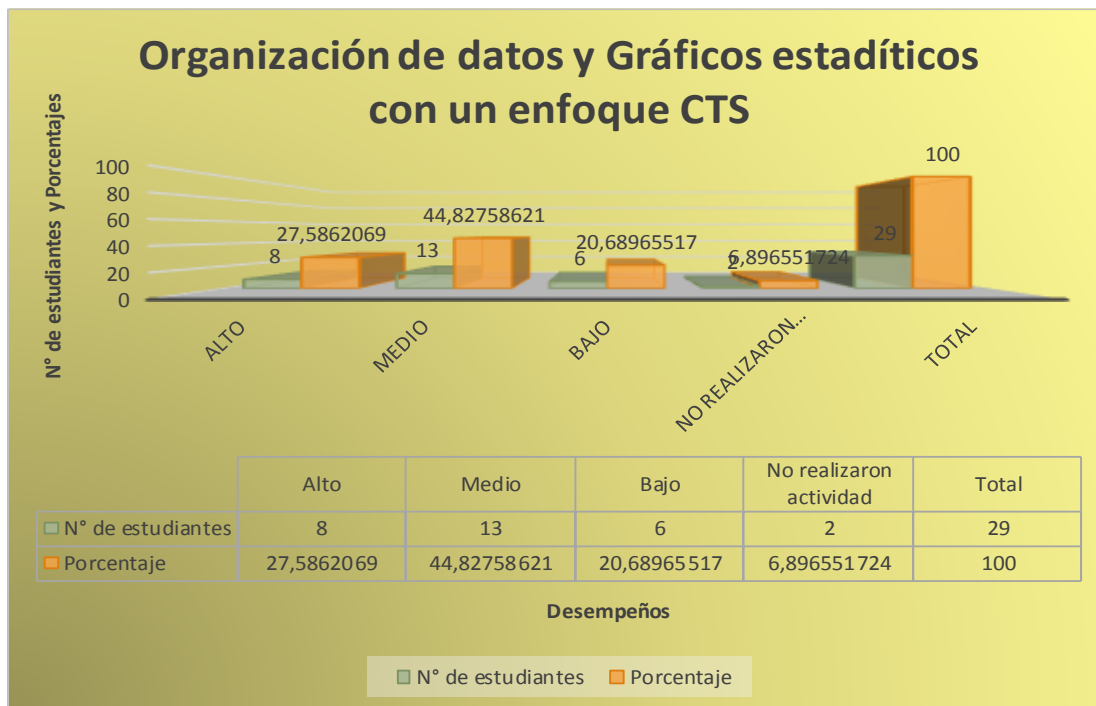 Organización de datos y Gráficos estadíticos
con un enfoque CTS
N° de estudiantes y Porcentajes
100
80
60
40
20
0
8
27,5862069
13
44,82758621
6
20,68965517
2
6,896551724
29
100
ALTO
MEDIO
BAJO
NO REALIZARON...
TOTAL
Alto Medio Bajo No realizaron actividad Total
N° de estudiantes 8 13 6 2 29
Porcentaje 27,5862069 44,82758621 20,68965517 6,896551724 100
Desempeños
N° de estudiantes Porcentaje